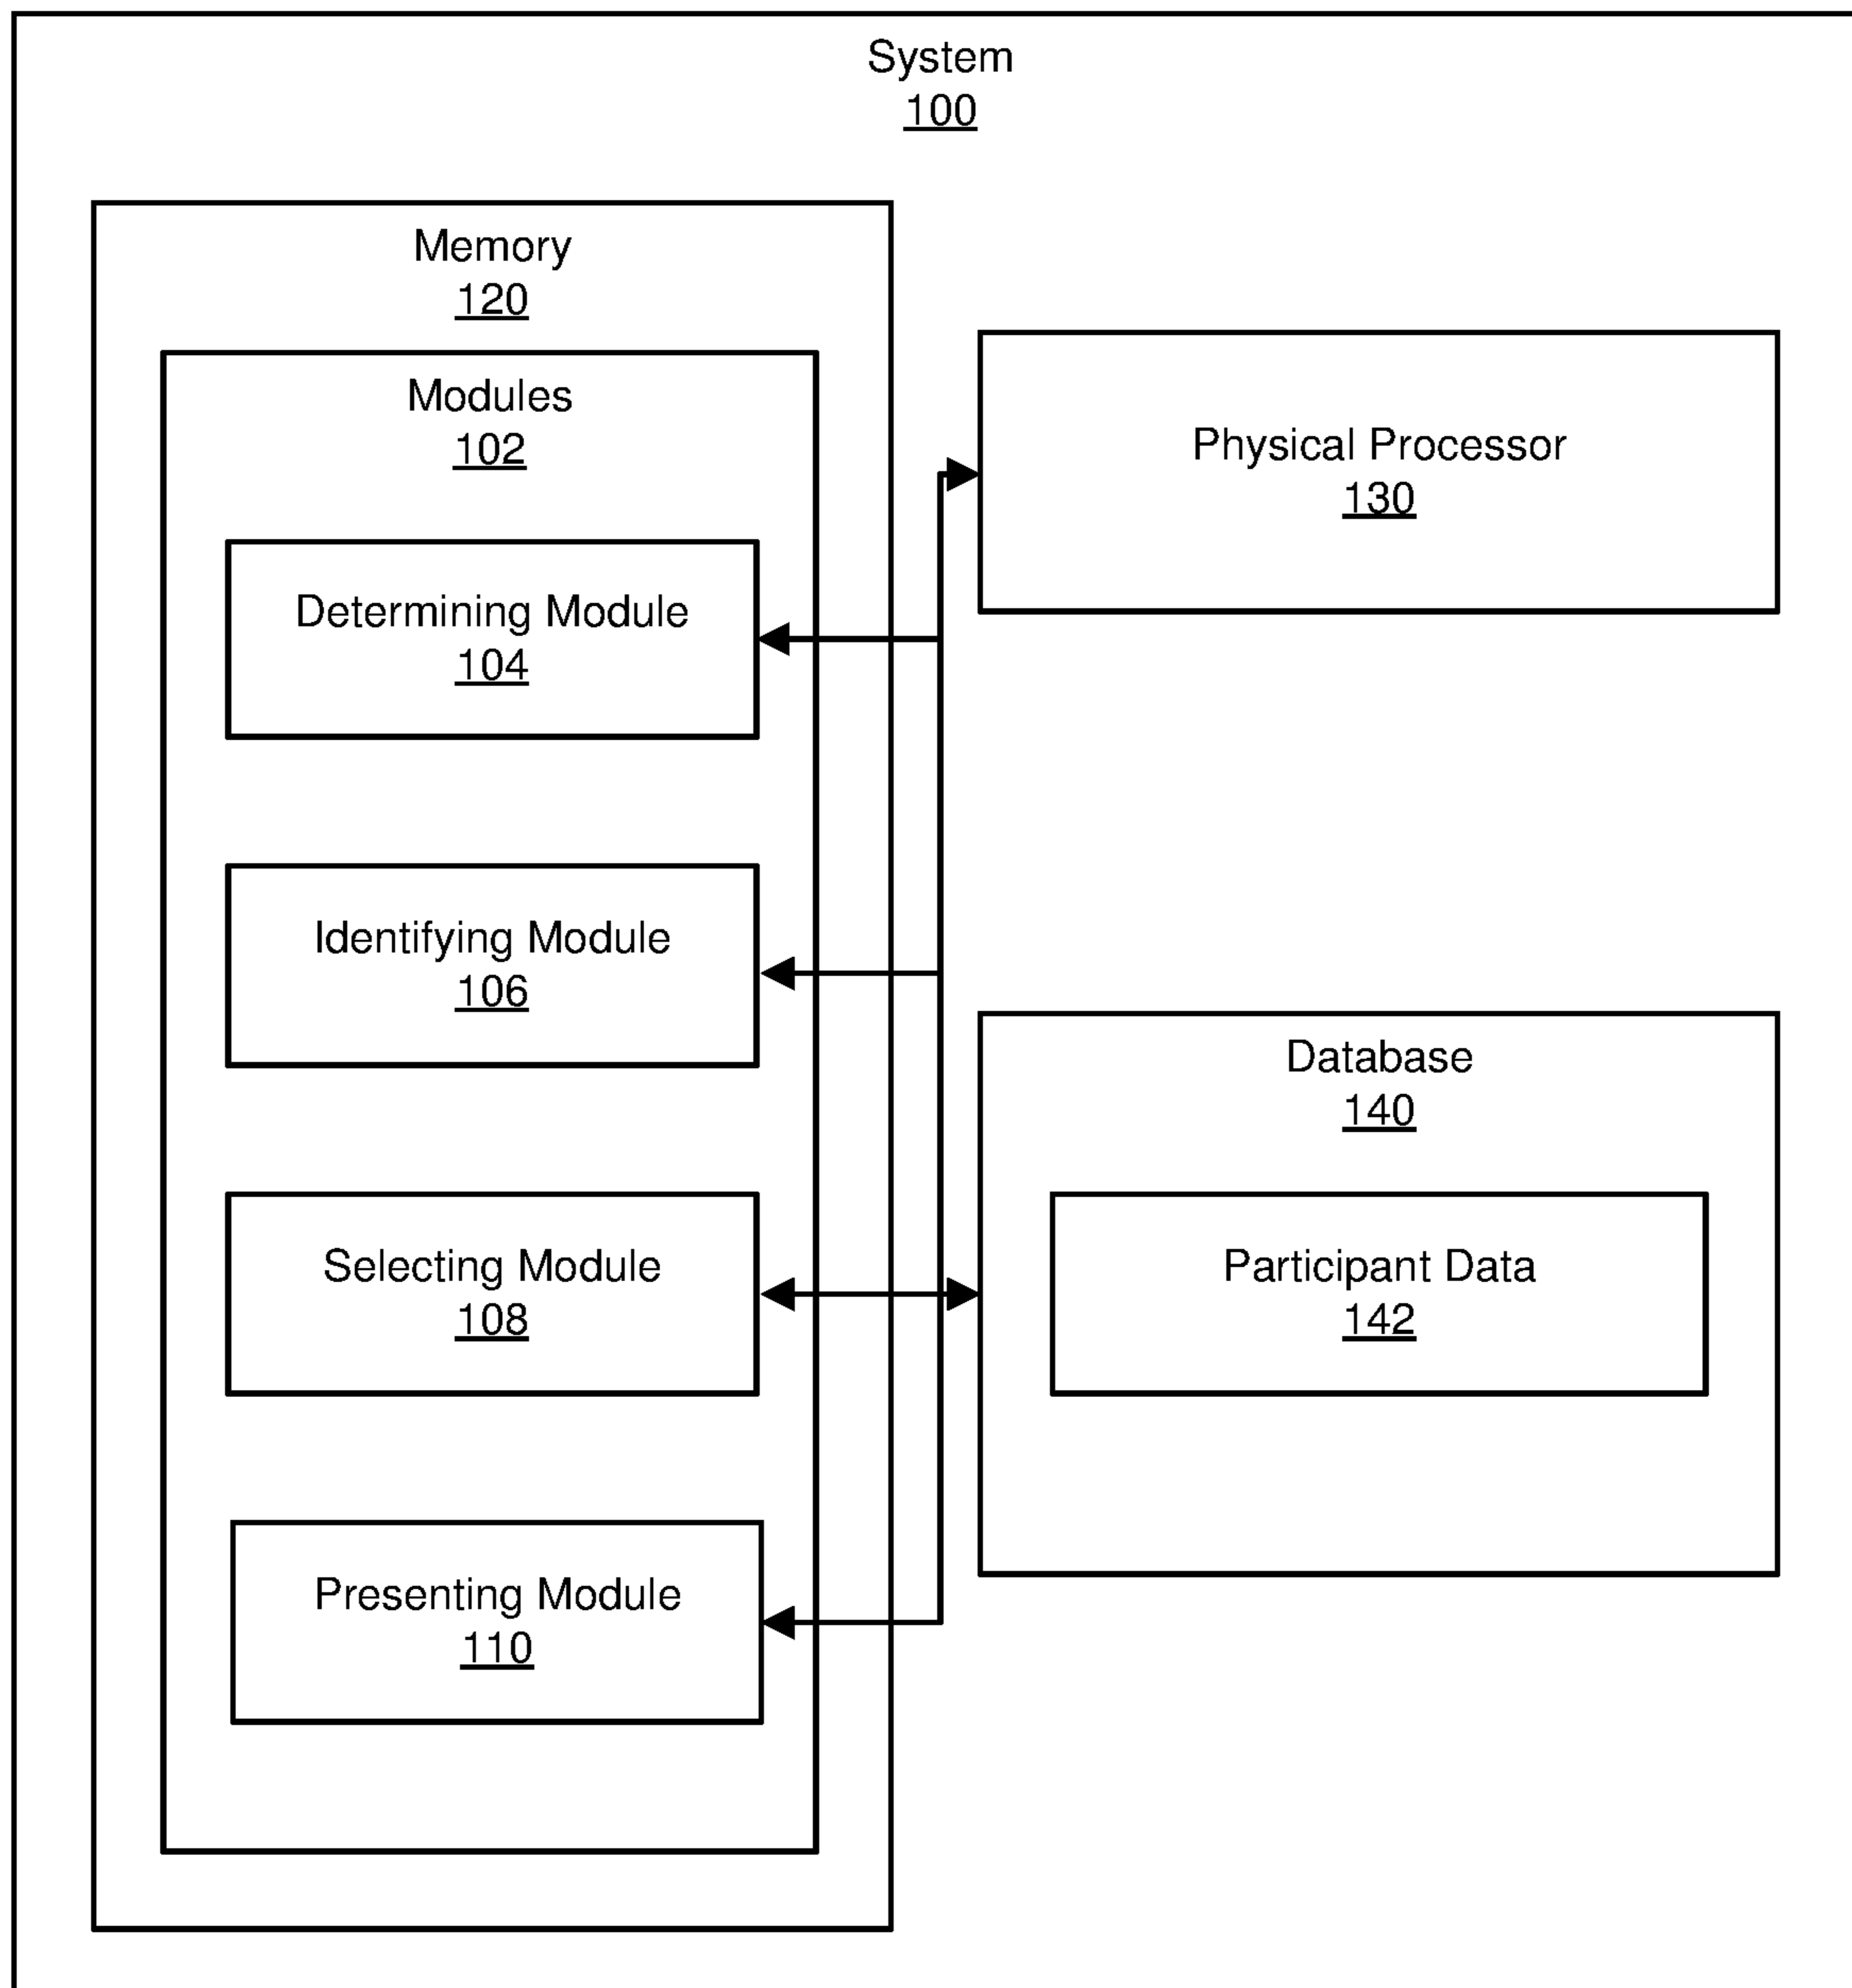 System
100
Memory
120
Modules
102
Determining Module
104
Identifying Module
106
Selecting Module
108
Presenting Module
110
Physical Processor
130
Database
140
Participant Data
142